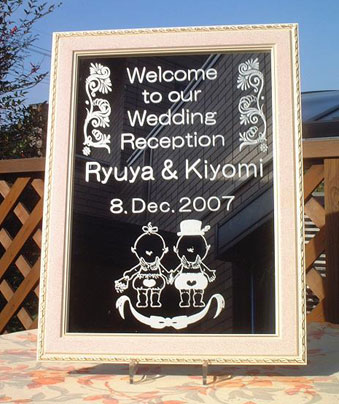 Welcome
to our
Wedding
Reception
Ryuya & Kiyomi
8. Dec. 2007